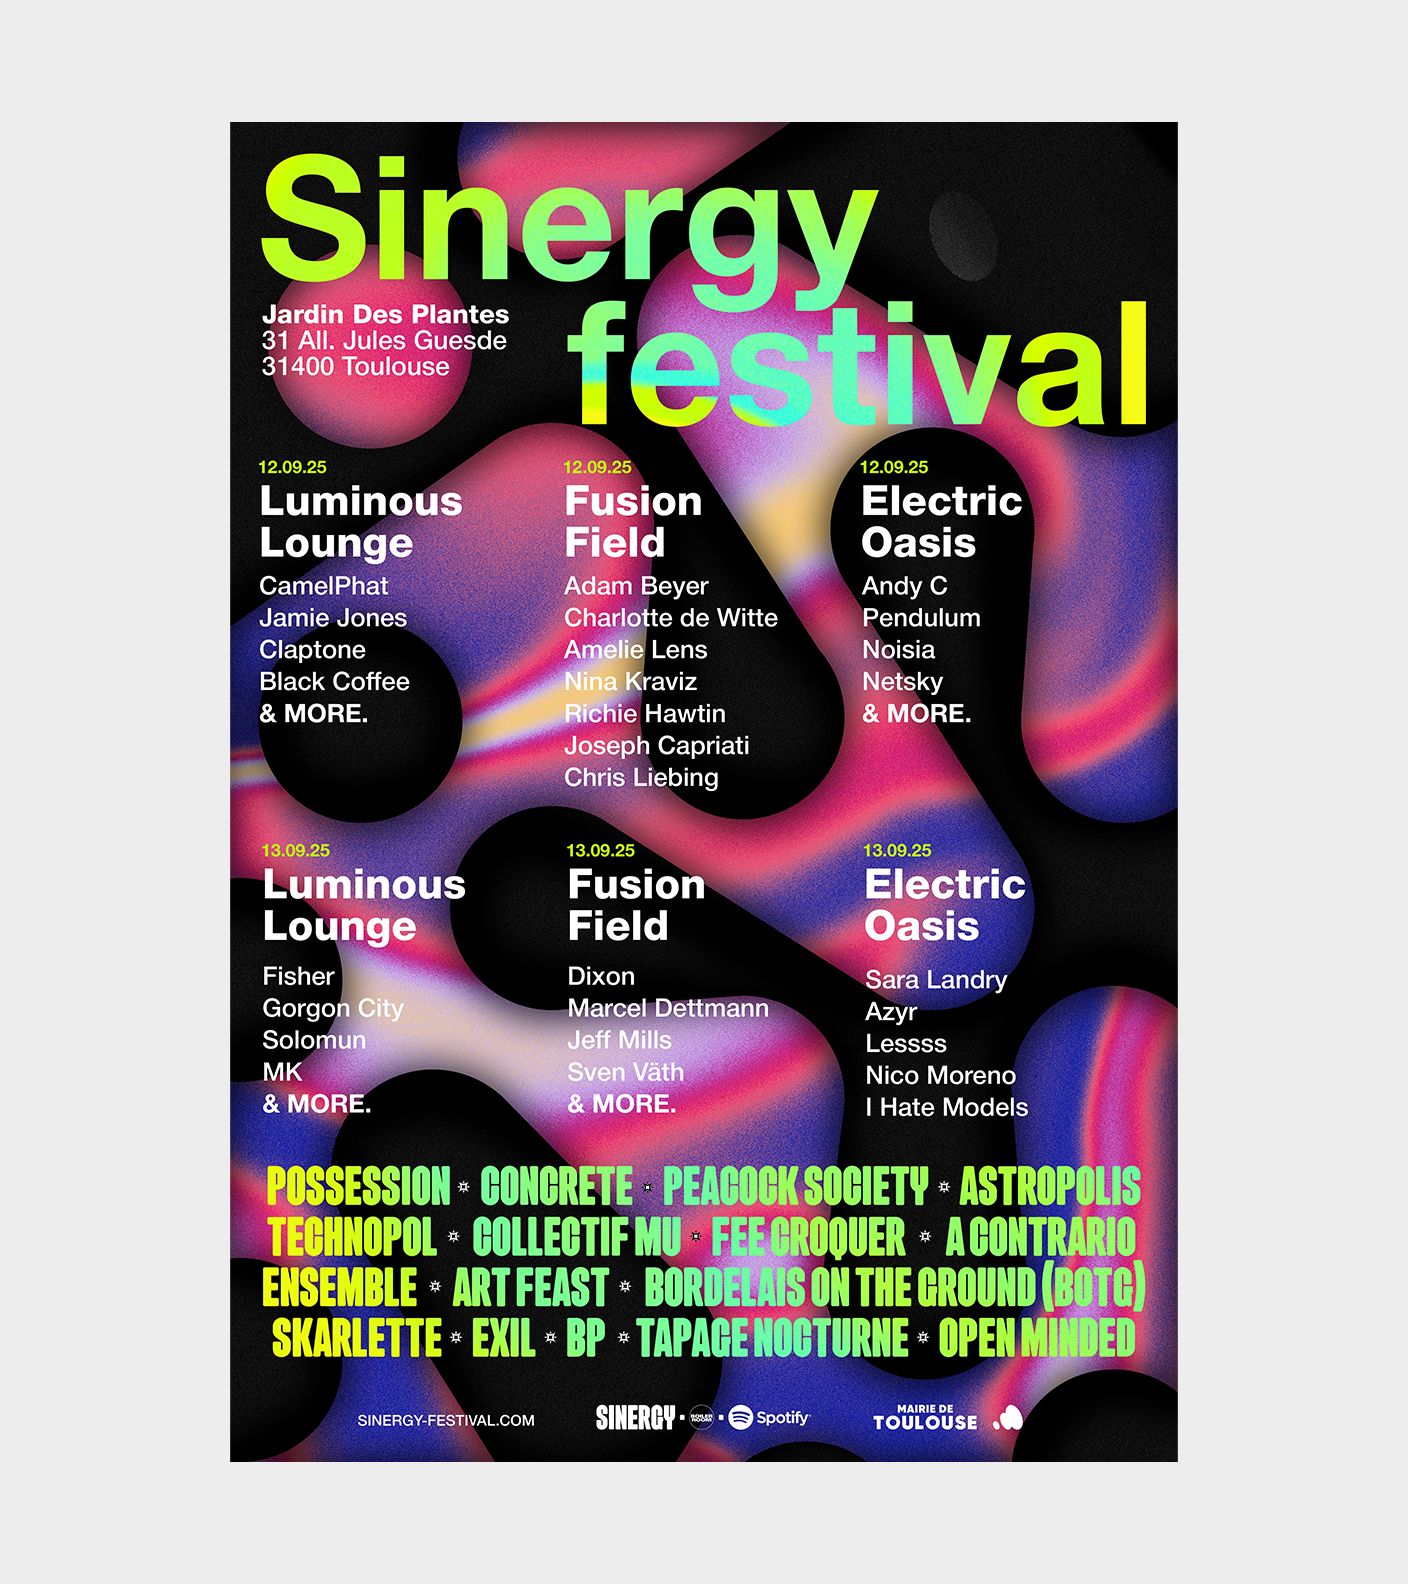 Sinergy
festival
Jardin Des Plantes
31 All. Jules Guesde
31400 Toulouse
12.09.25
Luminous
Lounge
CamelPhat
Jamie Jones
Claptone
Black Coffee
& MORE.
12.09.25
Fusion
Field
Adam Beyer
Charlotte de Witte
Amelie Lens
Nina Kraviz
Richie Hawtin
Joseph Capriati
Chris Liebing
12.09.25
Electric
Oasis
Andy C
Pendulum
Noisia
Netsky
& MORE.
13.09.25
Luminous
Lounge
Fisher
Gorgon City
Solomun
MK
& MORE.
13.09.25
Fusion
Field
Dixon
Marcel Dettmann
Jeff Mills
Sven Väth
& MORE.
13.09.25
Electric
Oasis
Sara Landry
Azyr
Lessss
Nico Moreno
I Hate Models
POSSESSION CONCRETE PEACOCK SOCIETY ASTROPOLIS
TECHNOPOL COLLECTIF MU FEE CROQUER A CONTRARIO
ENSEMBLE ART FEAST BORDELAIS ON THE GROUND (BOTG)
SKARLETTE EXIL BP TAPAGE NOCTURNE OPEN MINDED
SINERGY-FESTIVAL.COM
SINERGY BOILER ROOM Spotify
MAIRIE DE
TOULOUSE